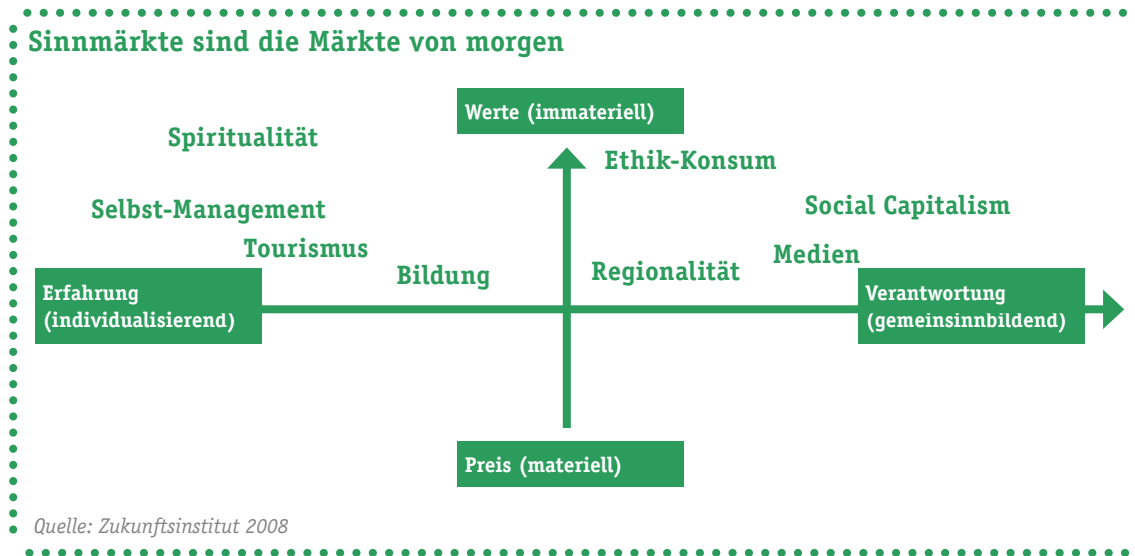 Sinnmärkte sind die Märkte von morgen
Werte (immateriell)
Spiritualität
Ethik-Konsum
Selbst-Management
Social Capitalism
Tourismus
Medien
Bildung
Regionalität
Erfahrung
(individualisierend)
Verantwortung
(gemeinsinnbildend)
Preis (materiell)
Quelle: Zukunftsinstitut 2008